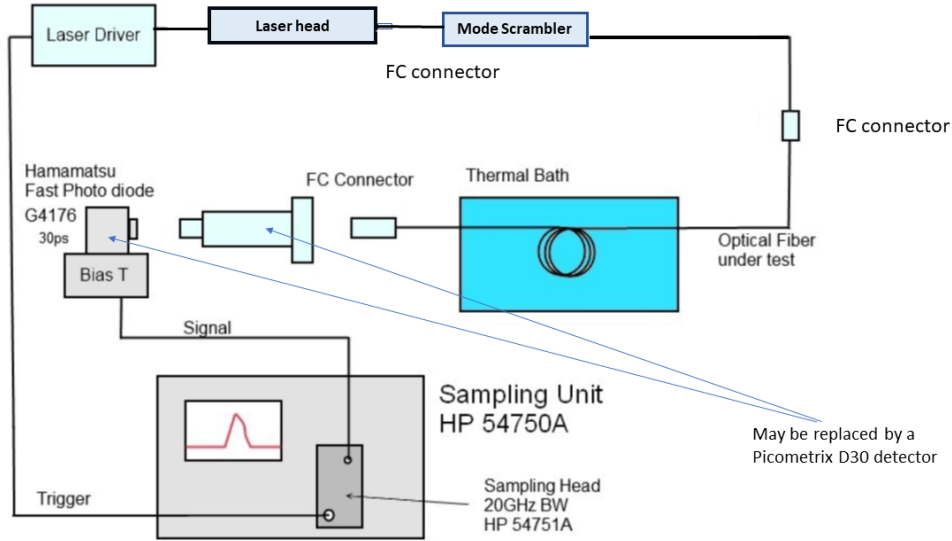 Laser Driver
Laser head
Mode Scrambler
FC connector
FC connector
Hamamatsu
Fast Photo diode
G4176
30ps
Bias T
FC Connector
Thermal Bath
Optical Fiber
under test
Signal
Sampling Unit
HP 54750A
May be replaced by a
Picometrix D30 detector
Trigger
Sampling Head
20GHz BW
HP 54751A